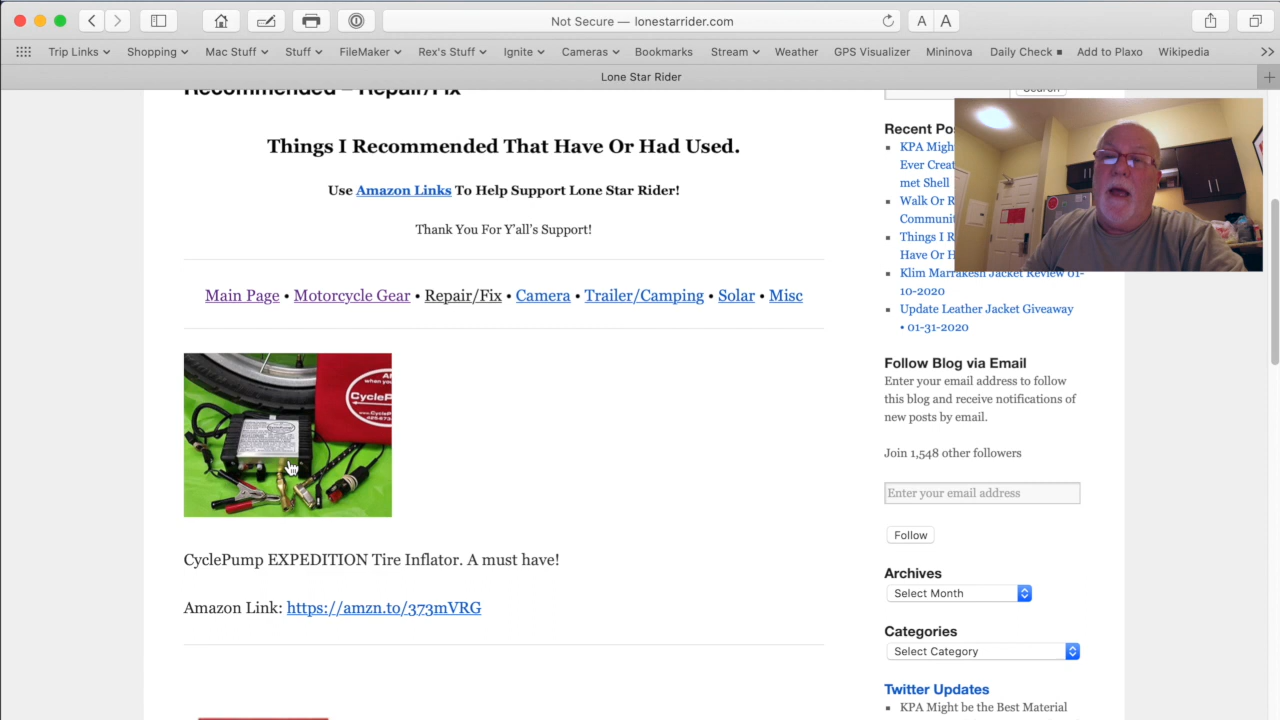 Not Secure — lonestarrider.com
A A
Trip Links Shopping Mac Stuff Stuff FileMaker Rex's Stuff Ignite Cameras Bookmarks Stream Weather GPS Visualizer Mininova Daily Check Add to Plaxo Wikipedia
Lone Star Rider
Recommended – Repair/Fix
Things I Recommended That Have Or Had Used.
Use Amazon Links To Help Support Lone Star Rider!
Thank You For Y'all's Support!
Main Page • Motorcycle Gear • Repair/Fix • Camera • Trailer/Camping • Solar • Misc
CycleP
CyclePump EXPEDITION Tire Inflator. A must have!
Amazon Link: https://amzn.to/373mVRG
Search
Recent Po
KPA Migh
Ever Crea
met Shell
Walk Or R
Communi
Things I R
Have Or H
Klim Marrakesh Jacket Review 01-
10-2020
Update Leather Jacket Giveaway
• 01-31-2020
Follow Blog via Email
Enter your email address to follow
this blog and receive notifications of
new posts by email.
Join 1,548 other followers
Enter your email address
Follow
Archives
Select Month
Categories
Select Category
Twitter Updates
KPA Might be the Best Material